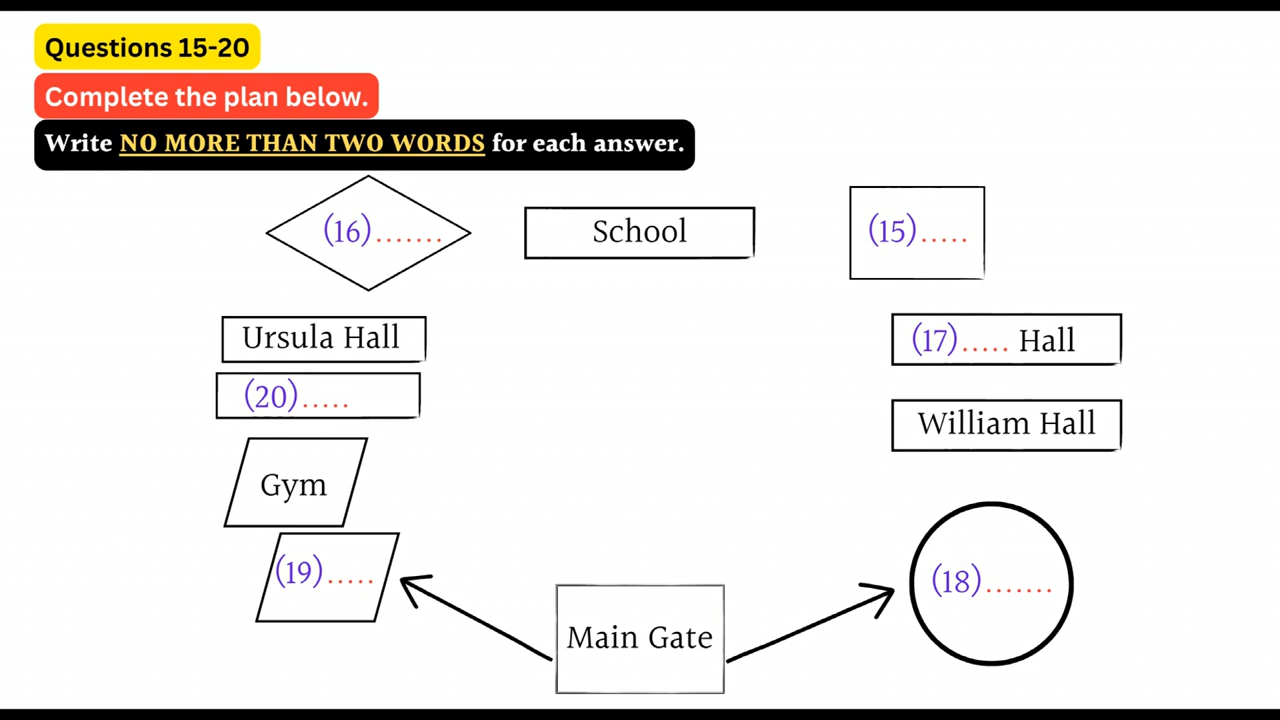 Questions 15-20
Complete the plan below.
Write NO MORE THAN TWO WORDS for each answer.
(16).......
School
(15).....
Ursula Hall
(17)..... Hall
(20).....
William Hall
Gym
(19).....
(18).......
Main Gate